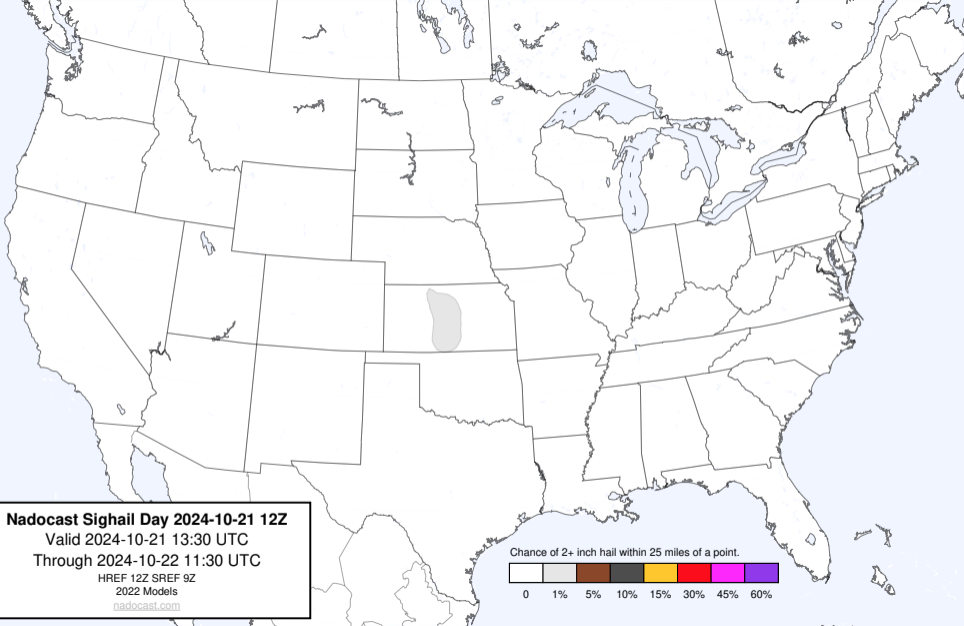 Nadocast Sighail Day 2024-10-21 12Z
Valid 2024-10-21 13:30 UTC
Through 2024-10-22 11:30 UTC
HREF 12Z SREF 9Z
2022 Models
nadocast.com
Chance of 2+ inch hail within 25 miles of a point.
0 1% 5% 10% 15% 30% 45% 60%